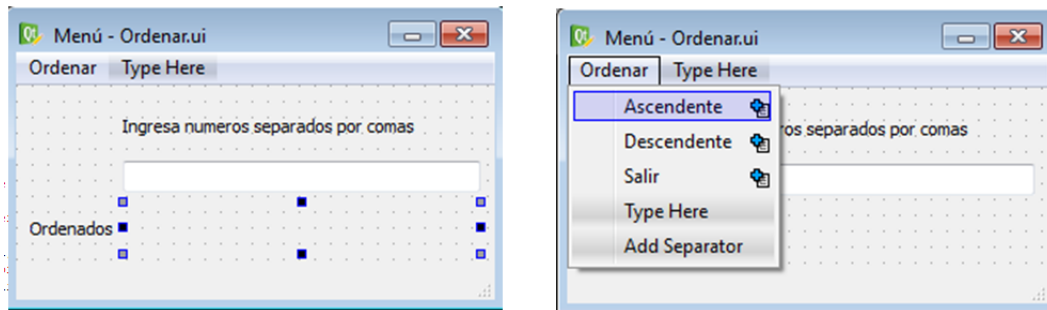 Menú - Ordenar.ui
Ordenar Type Here
Ingresa numeros separados por comas
Ordenados
Menú - Ordenar.ui
Ordenar Type Here
Ascendente
Descendente
Salir
Type Here
Add Separator
os separados por comas